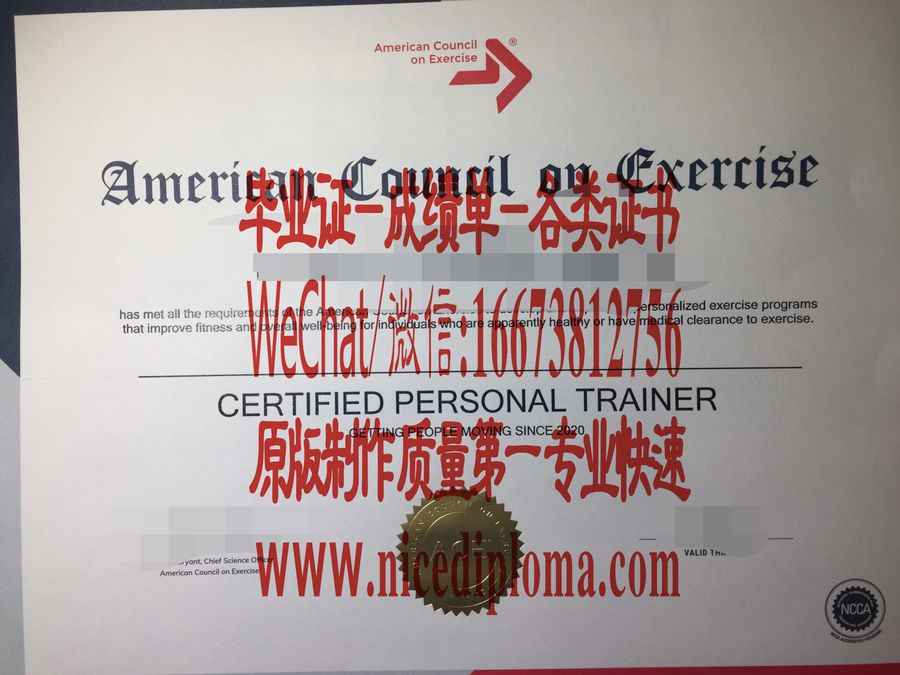 American Council
on Exercise
®
American Council on Exercise
毕业证－成绩单－各类证书
has met all the requirements of the American personalized exercise programs
WeChat/微信:16673812756
that improve fitness and overall well-being for individuals who are apparently healthy or have medical clearance to exercise.
CERTIFIED PERSONAL TRAINER
GETTING PEOPLE MOVING SINCE 2020
原版制作质量第一专业快速
VALID
ryant, Chief Science Officer
American Council on Exercise
www.nicediploma.com
NCCA